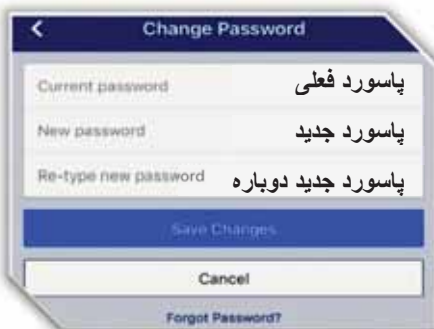 Change Password
Current password پاسورد فعلی
New password پاسورد جدید
Re-type new password پاسورد جدید دوباره
Save Changes
Cancel
Forgot Password?